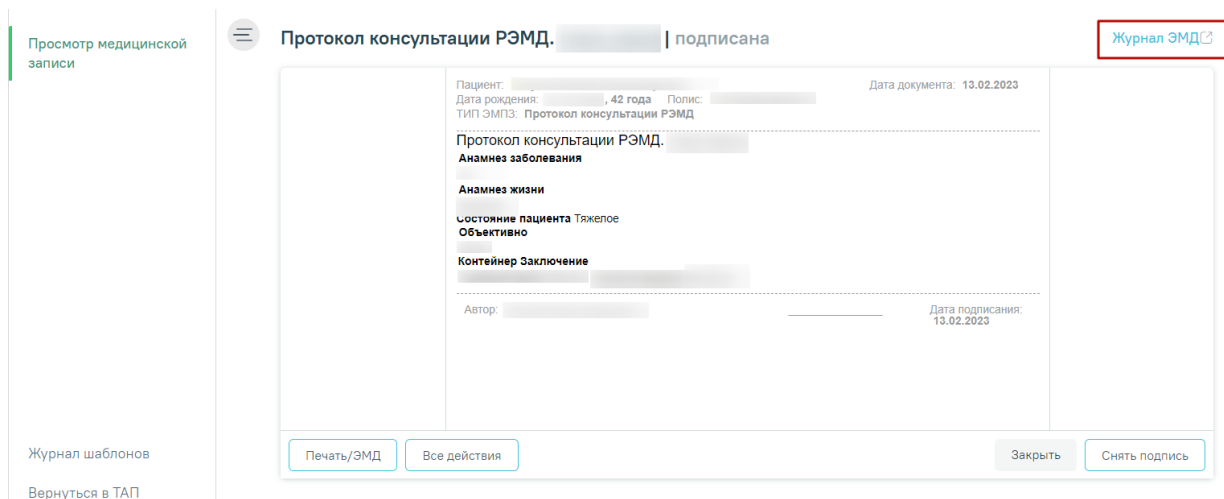 Просмотр медицинской
записи
Протокол консультации РЭМД. | подписана
Журнал ЭМД
Пациент: Дата документа: 13.02.2023
Дата рождения: , 42 года Полис:
ТИП ЭМПЗ: Протокол консультации РЭМД
Протокол консультации РЭМД.
Анамнез заболевания
Анамнез жизни
Состояние пациента Тяжелое
Объективно
Контейнер Заключение
Автор: Дата подписания:
13.02.2023
Печать/ЭМД
Все действия
Закрыть
Снять подпись
Журнал шаблонов
Вернуться в ТАП